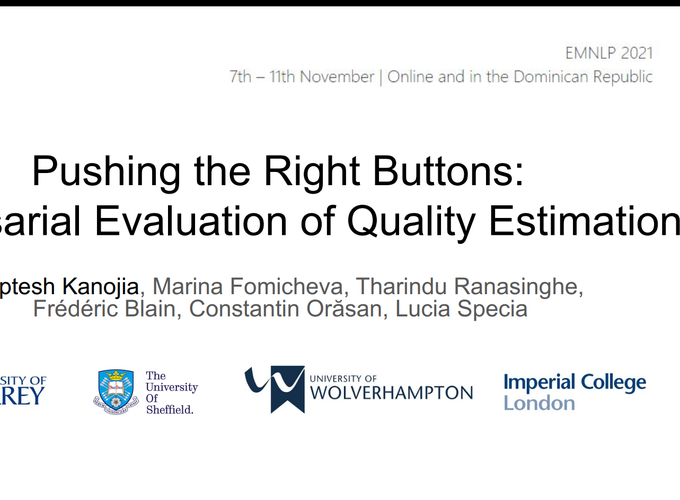 EMNLP 2021
7th – 11th November | Online and in the Dominican Republic
Pushing the Right Buttons:
sarial Evaluation of Quality Estimation
ptesh Kanojia, Marina Fomicheva, Tharindu Ranasinghe,
Frédéric Blain, Constantin Orăsan, Lucia Specia
SITY OF
REY
The
University
Of
Sheffield.
UNIVERSITY OF
WOLVERHAMPTON
Imperial College
London